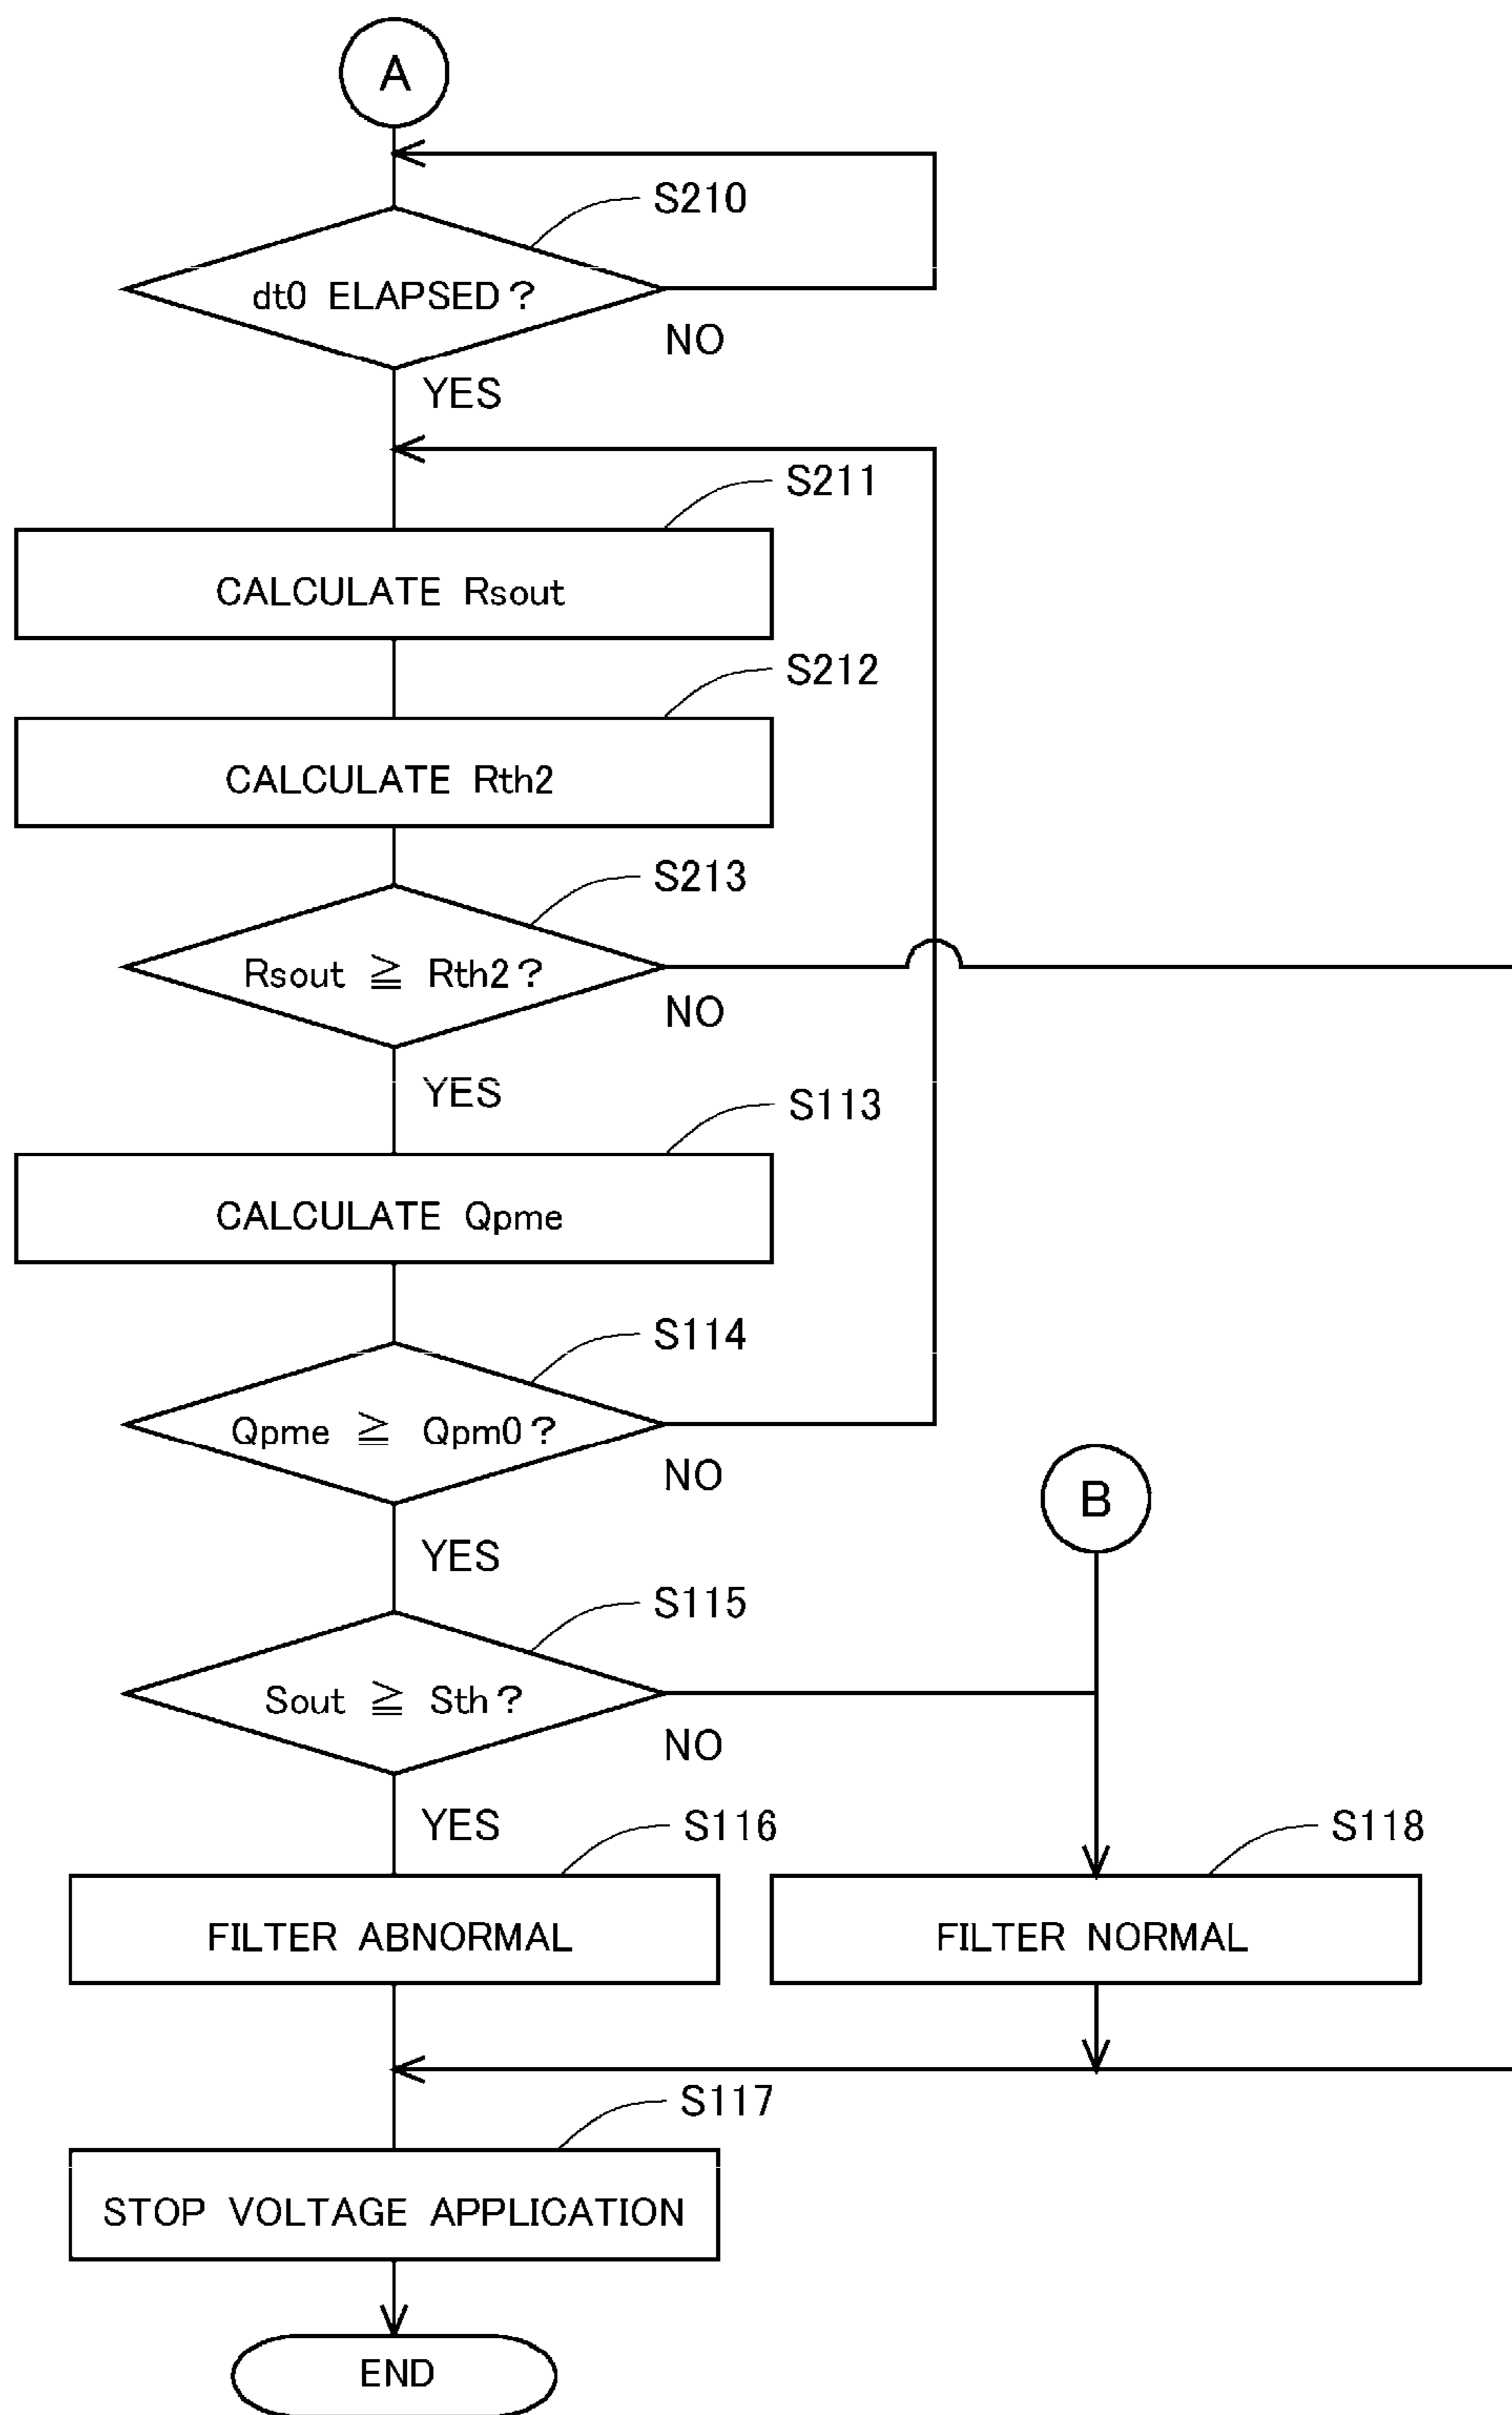 A
S210
dt0 ELAPSED?
NO
YES
S211
CALCULATE Rsout
S212
CALCULATE Rth2
S213
Rsout ≧ Rth2?
NO
YES
S113
CALCULATE Qpme
S114
Qpme ≧ Qpm0?
NO
B
YES
S115
Sout ≧ Sth?
NO
YES
S116
S118
FILTER ABNORMAL
FILTER NORMAL
S117
STOP VOLTAGE APPLICATION
END